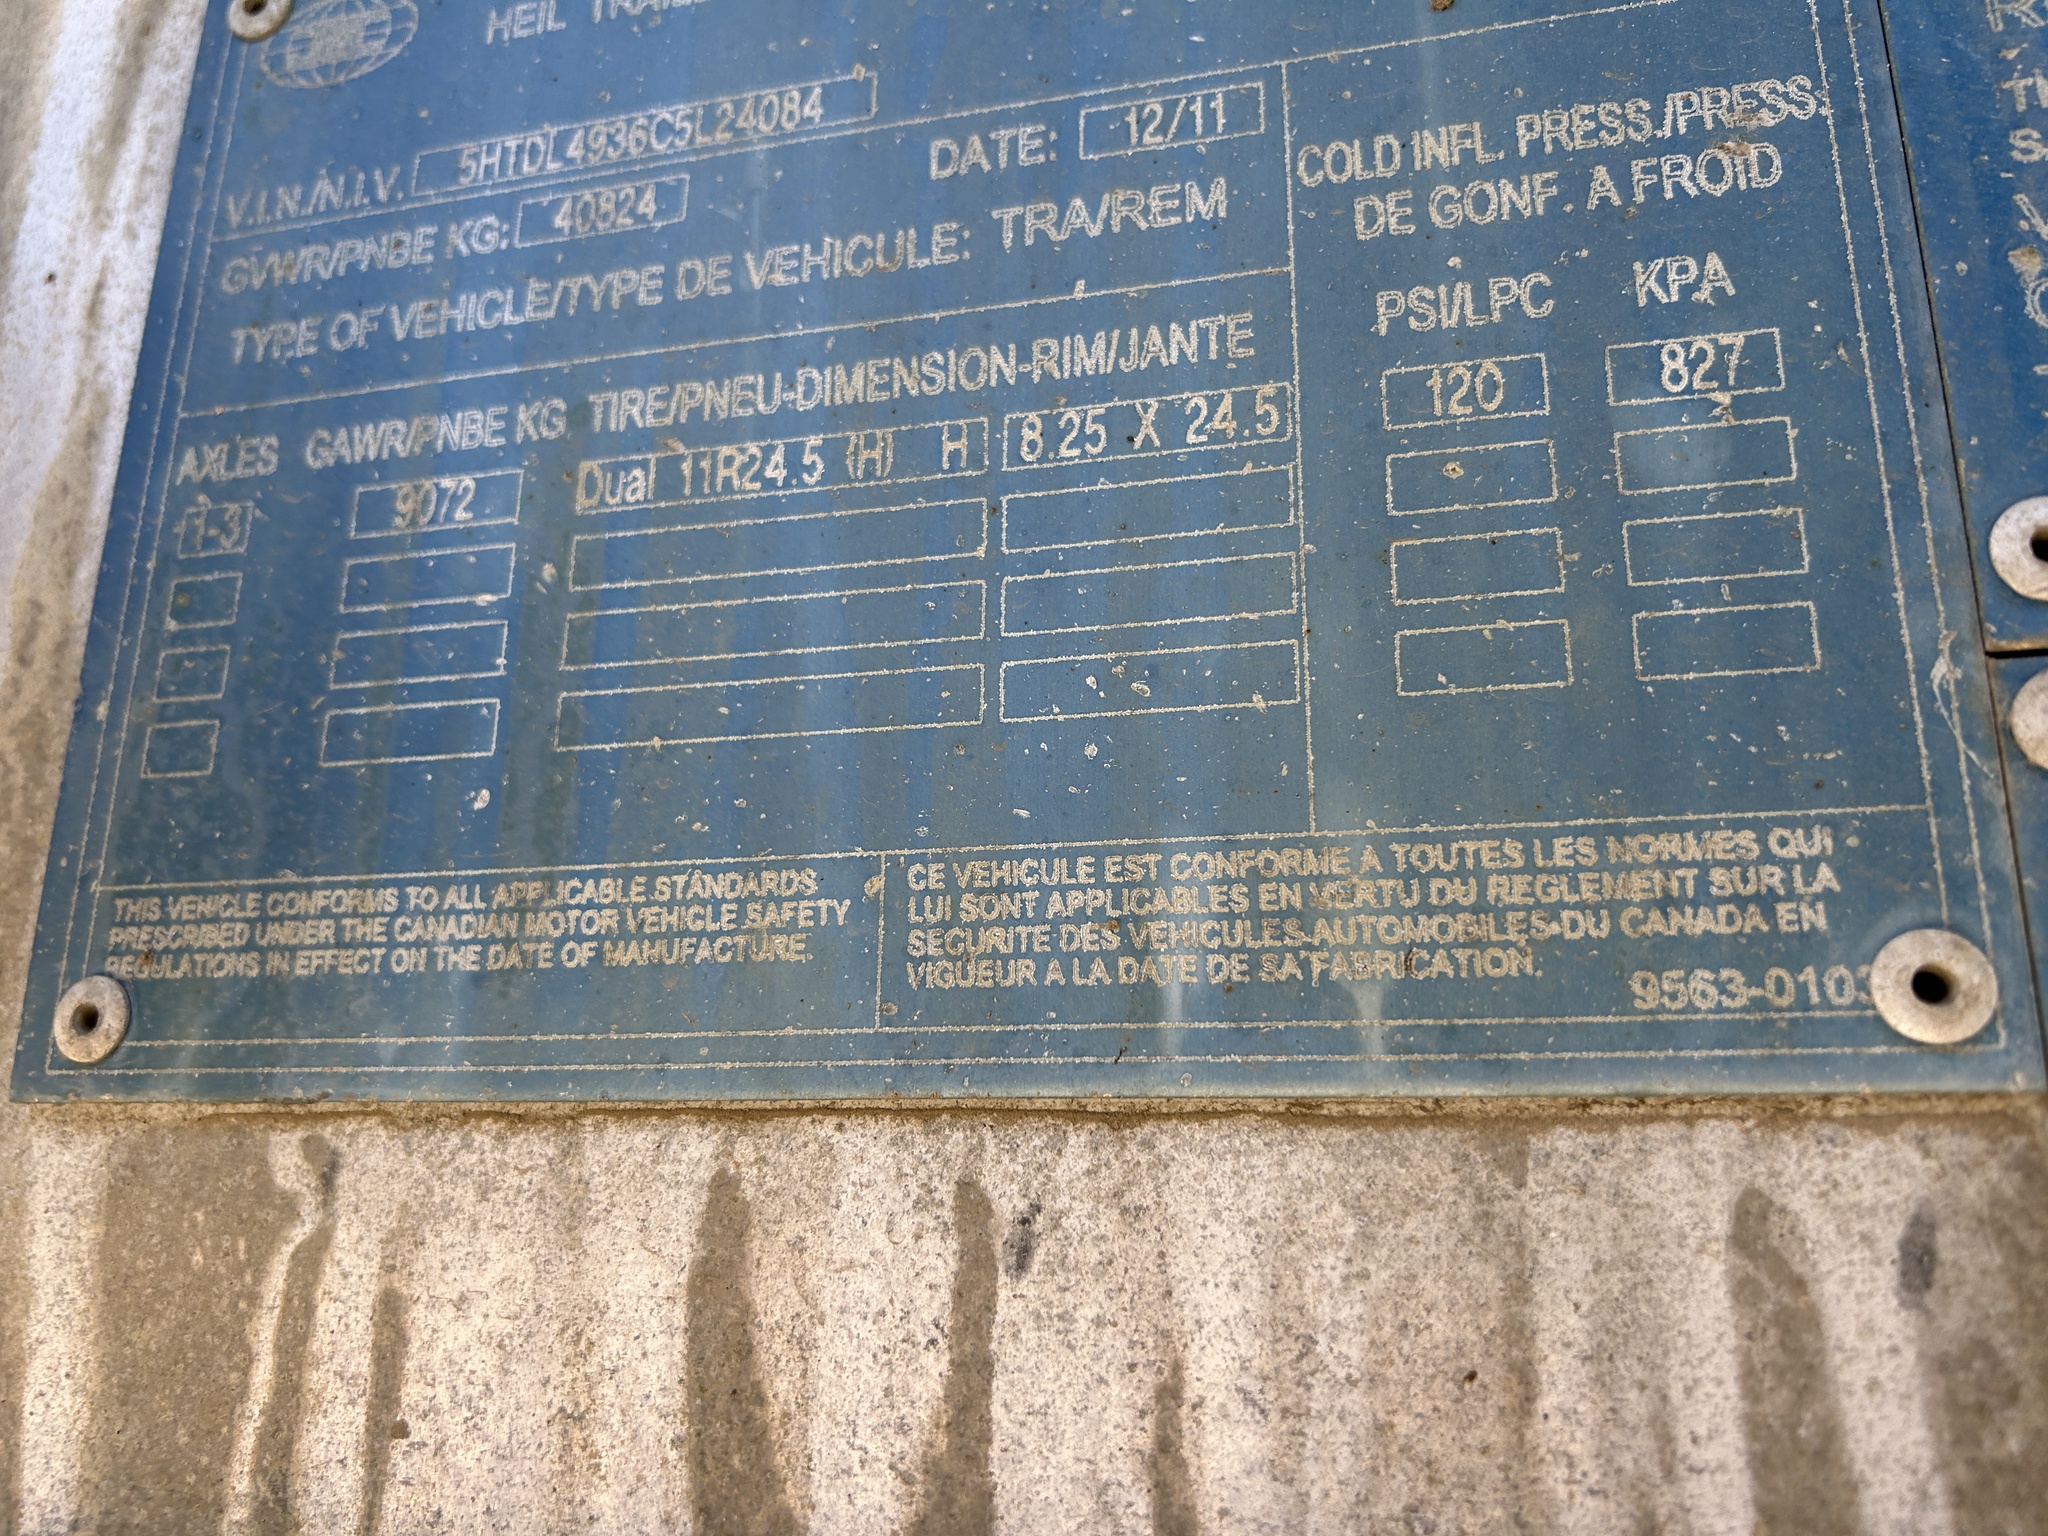 HEIL
V.I.N./N.I.V. 5HTDL4936C5L24084 DATE: 12/11
GVWR/PNBE KG: 40824
TYPE OF VEHICLE/TYPE DE VEHICULE: TRA/REM
COLD INFL. PRESS./PRESS.
DE GONF. A FROID
PSI/LPC KPA
AXLES GAWR/PNBE KG TIRE/PNEU-DIMENSION-RIM/JANTE
1-3 9072 Dual 11R24.5 (H) H 8.25 X 24.5 120 827
THIS VEHICLE CONFORMS TO ALL APPLICABLE STANDARDS
PRESCRIBED UNDER THE CANADIAN MOTOR VEHICLE SAFETY
REGULATIONS IN EFFECT ON THE DATE OF MANUFACTURE.
CE VEHICULE EST CONFORME A TOUTES LES NORMES QUI
LUI SONT APPLICABLES EN VERTU DU REGLEMENT SUR LA
SECURITE DES VEHICULES AUTOMOBILES DU CANADA EN
VIGUEUR A LA DATE DE SA FABRICATION.